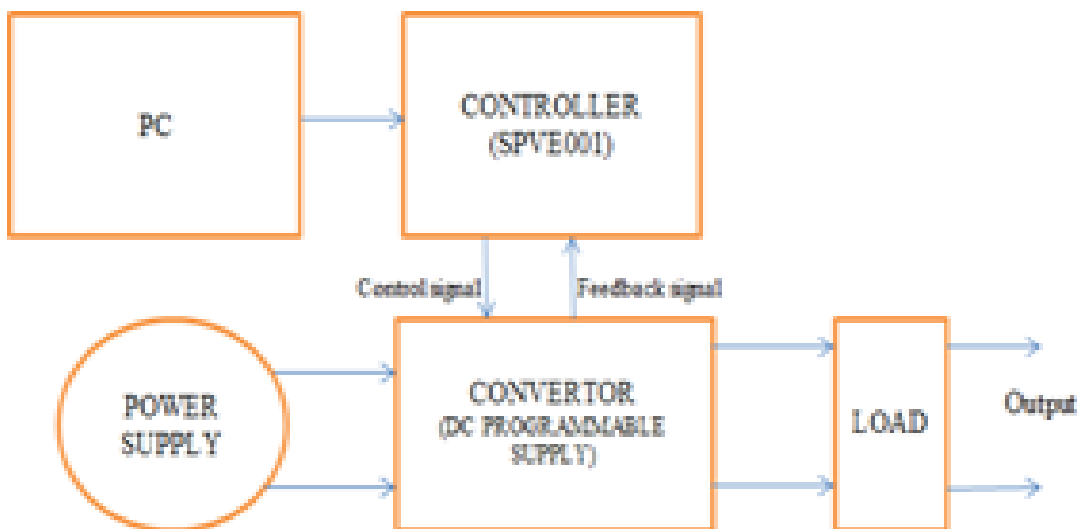 PC
CONTROLLER
(SPVE001)
Control signal
Feedback signal
POWER
SUPPLY
CONVERTOR
(DC PROGRAMMABLE
SUPPLY)
LOAD
Output